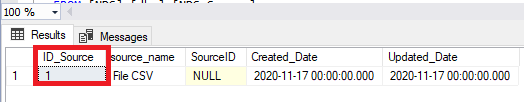 100 %
Results Messages
ID_Source source_name SourceID Created_Date Updated_Date
1 1 File CSV NULL 2020-11-17 00:00:00.000 2020-11-17 00:00:00.000